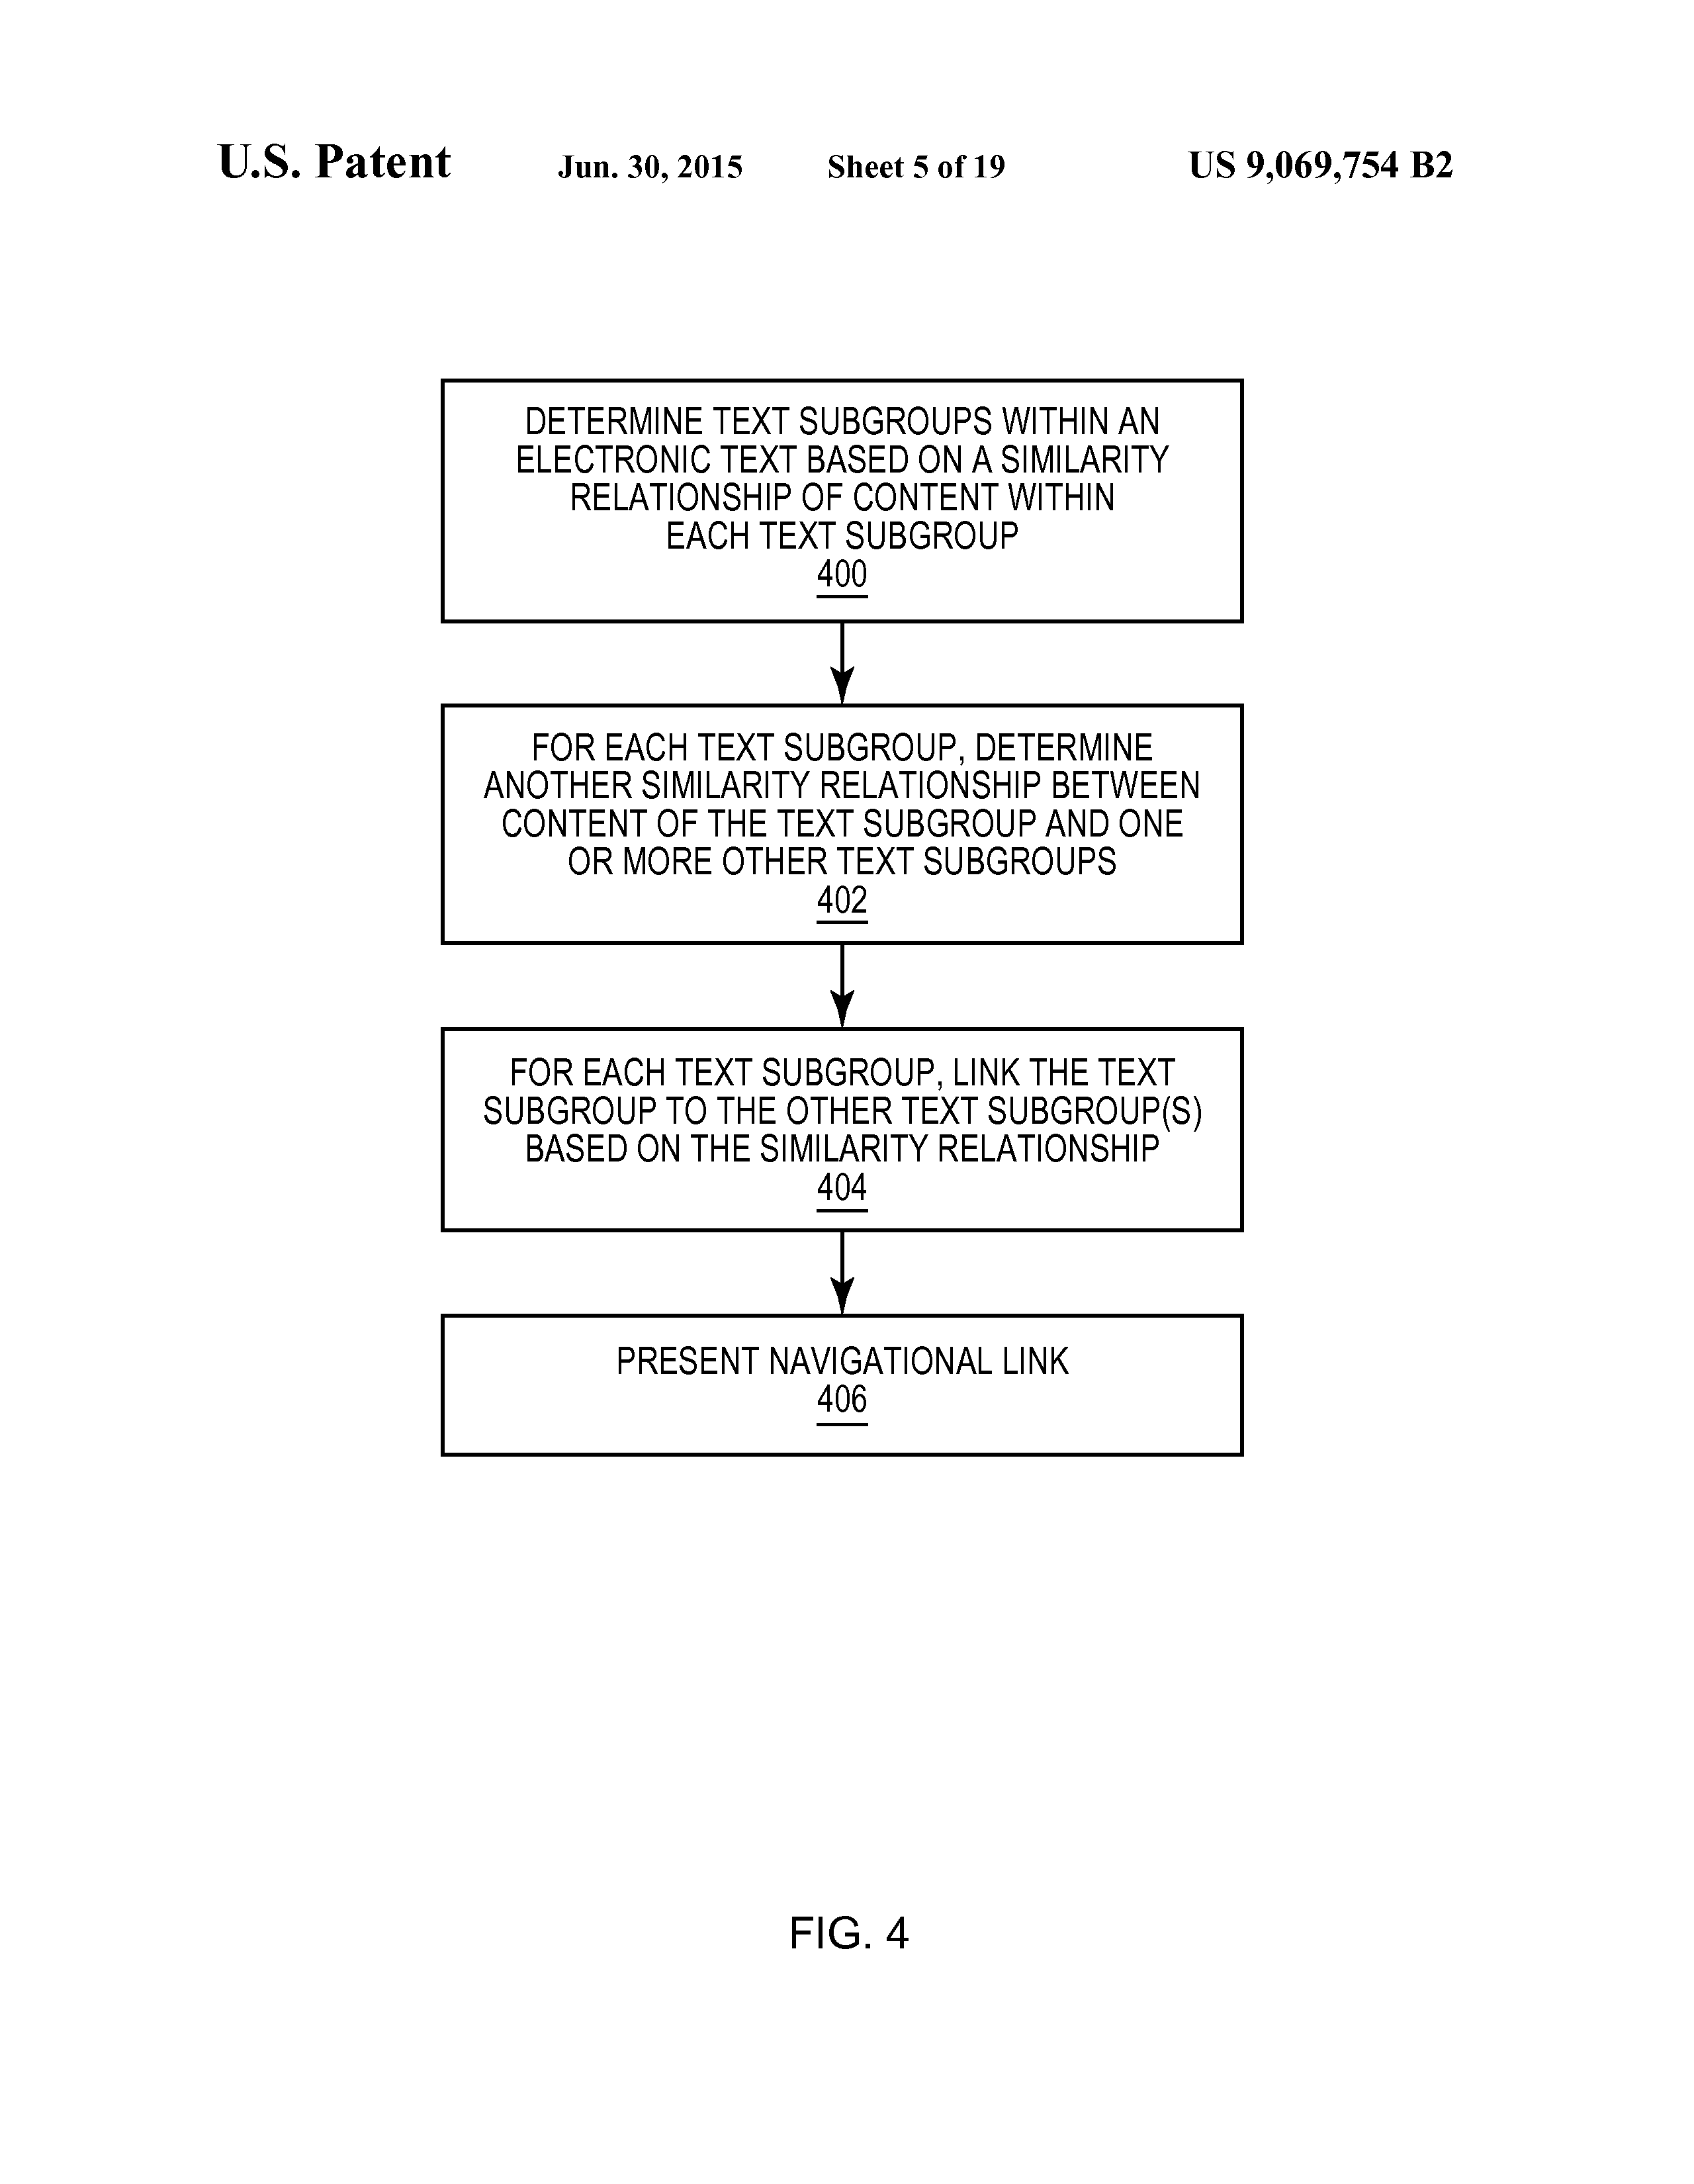 U.S. Patent Jun. 30, 2015 Sheet 5 of 19 US 9,069,754 B2
DETERMINE TEXT SUBGROUPS WITHIN AN
ELECTRONIC TEXT BASED ON A SIMILARITY
RELATIONSHIP OF CONTENT WITHIN
EACH TEXT SUBGROUP
400
FOR EACH TEXT SUBGROUP, DETERMINE
ANOTHER SIMILARITY RELATIONSHIP BETWEEN
CONTENT OF THE TEXT SUBGROUP AND ONE
OR MORE OTHER TEXT SUBGROUPS
402
FOR EACH TEXT SUBGROUP, LINK THE TEXT
SUBGROUP TO THE OTHER TEXT SUBGROUP(S)
BASED ON THE SIMILARITY RELATIONSHIP
404
PRESENT NAVIGATIONAL LINK
406
FIG. 4